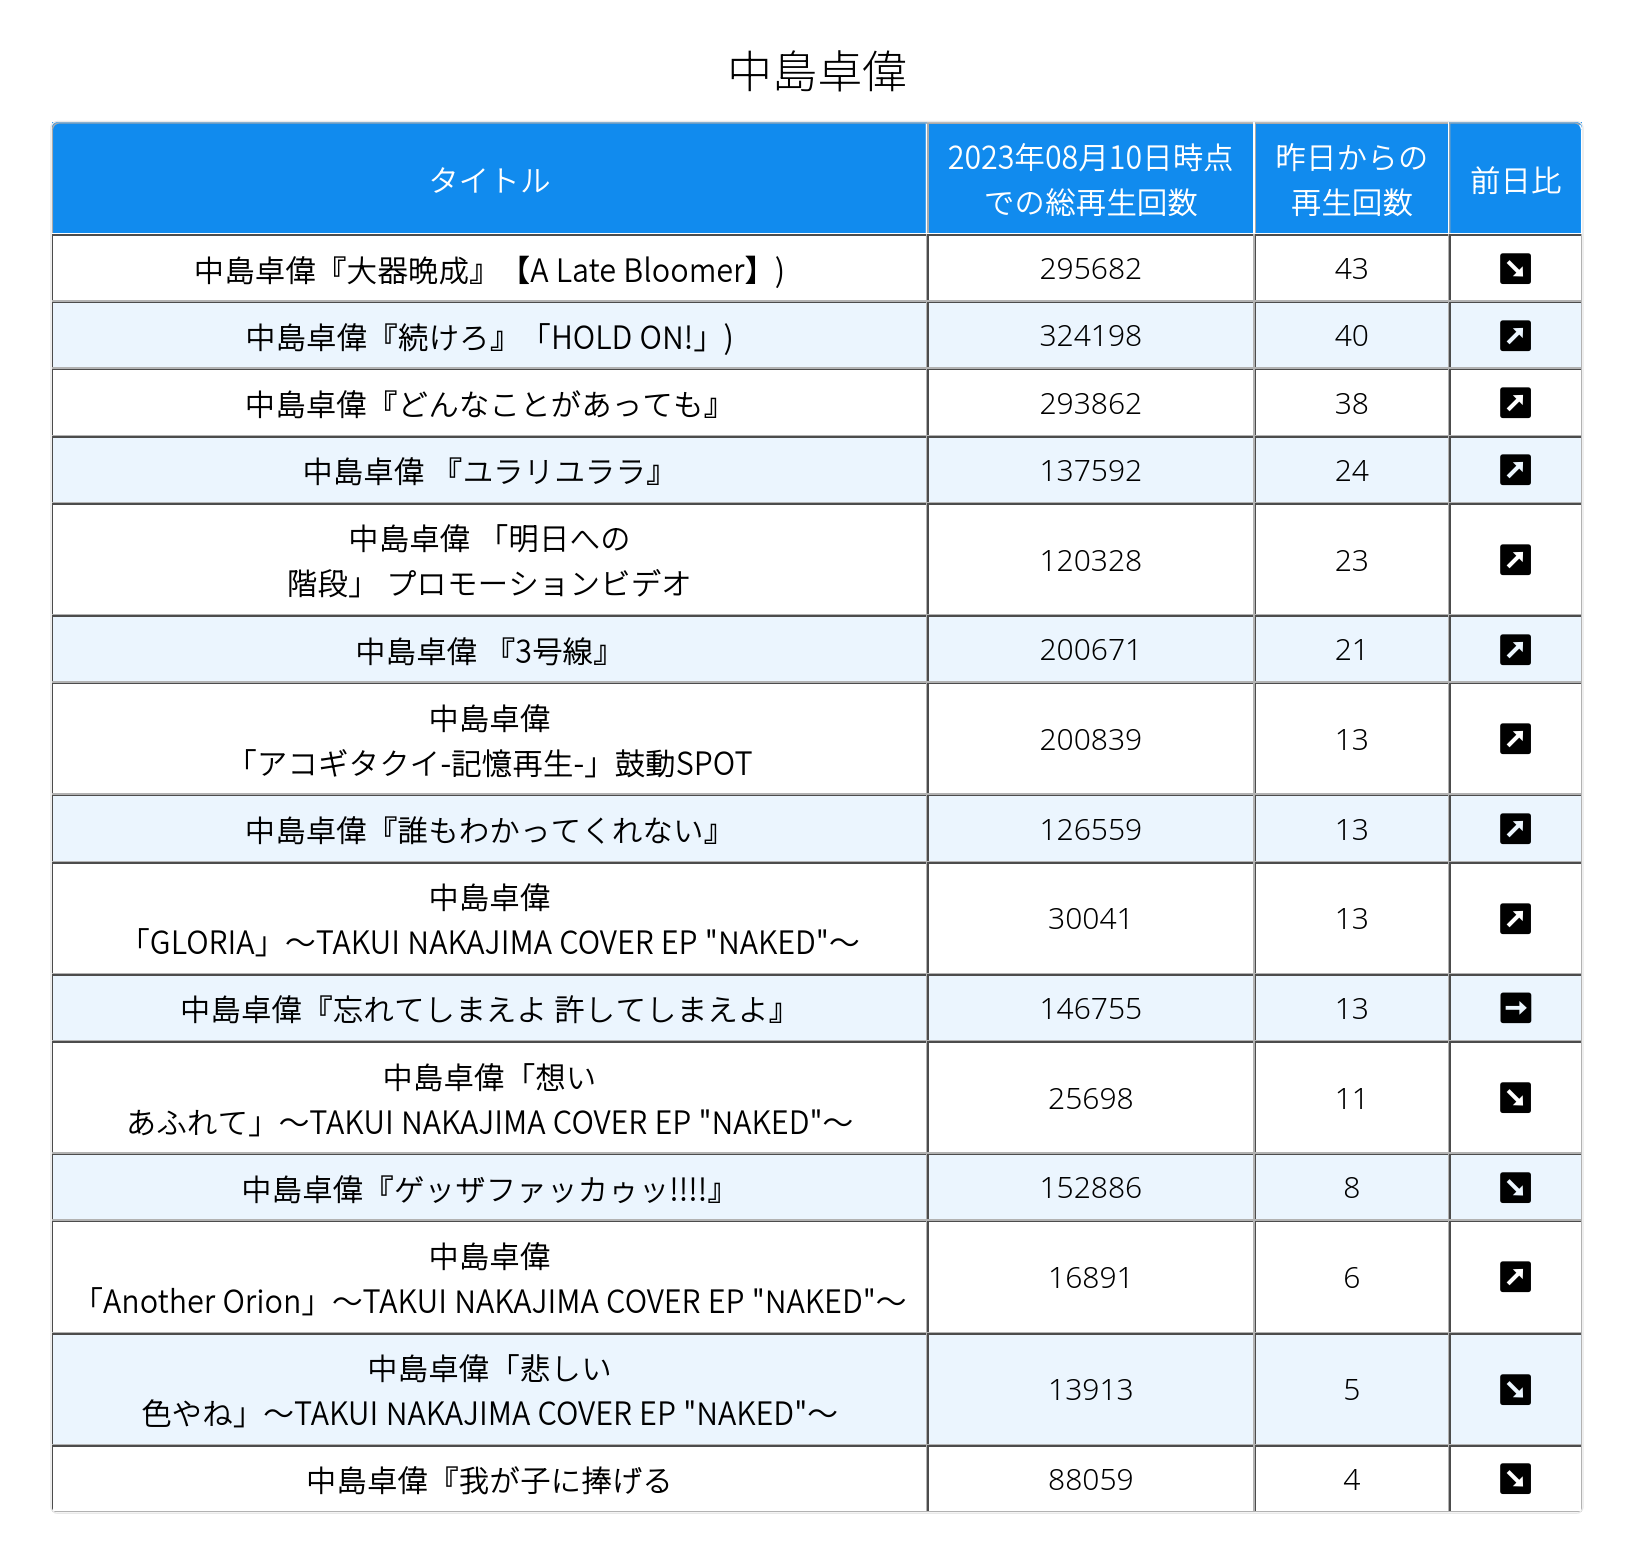 中島卓偉
タイトル
2023年08月10日時点
での総再生回数
昨日からの
再生回数
前日比
中島卓偉『大器晩成』【A Late Bloomer】) 295682 43
中島卓偉『続けろ』「HOLD ON!」) 324198 40
中島卓偉『どんなことがあっても』 293862 38
中島卓偉 『ユラリユララ』 137592 24
中島卓偉 「明日への
階段」 プロモーションビデオ 120328 23
中島卓偉 『3号線』 200671 21
中島卓偉
「アコギタクイ-記憶再生-」鼓動SPOT 200839 13
中島卓偉『誰もわかってくれない』 126559 13
中島卓偉
「GLORIA」〜TAKUI NAKAJIMA COVER EP "NAKED"〜 30041 13
中島卓偉『忘れてしまえよ 許してしまえよ』 146755 13
中島卓偉「想い
あふれて」〜TAKUI NAKAJIMA COVER EP "NAKED"〜 25698 11
中島卓偉『ゲッザファッカゥッ!!!!』 152886 8
中島卓偉
「Another Orion」〜TAKUI NAKAJIMA COVER EP "NAKED"〜 16891 6
中島卓偉「悲しい
色やね」〜TAKUI NAKAJIMA COVER EP "NAKED"〜 13913 5
中島卓偉『我が子に捧げる 88059 4